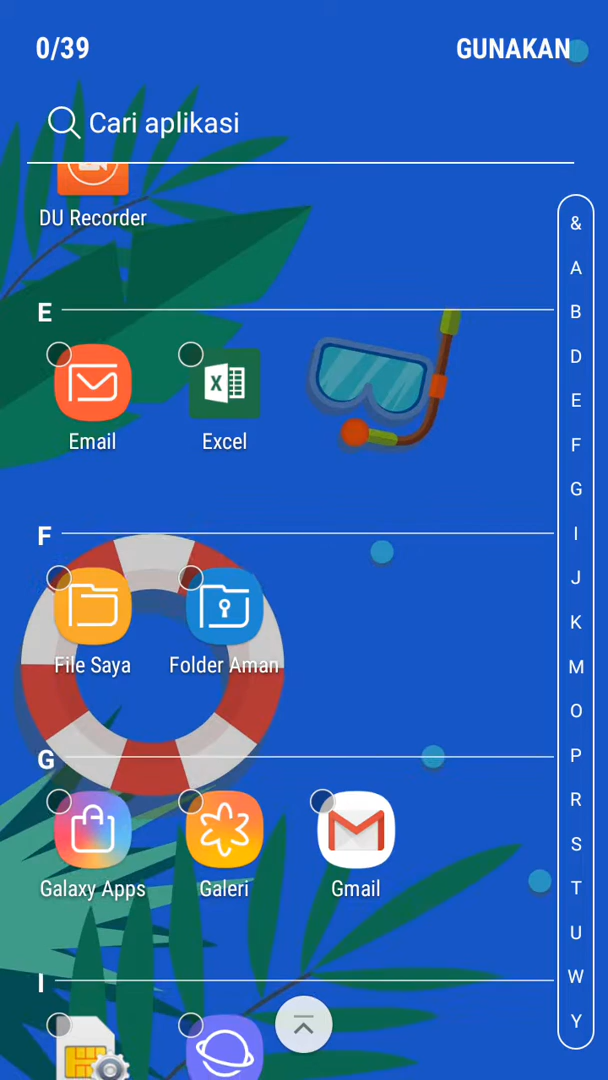 0/39
GUNAKAN
Cari aplikasi
DU Recorder
E
Email
Excel
F
File Saya
Folder Aman
G
Galaxy Apps
Galeri
Gmail
I
&
A
B
D
E
F
G
I
J
K
M
O
P
R
S
T
U
W
Y